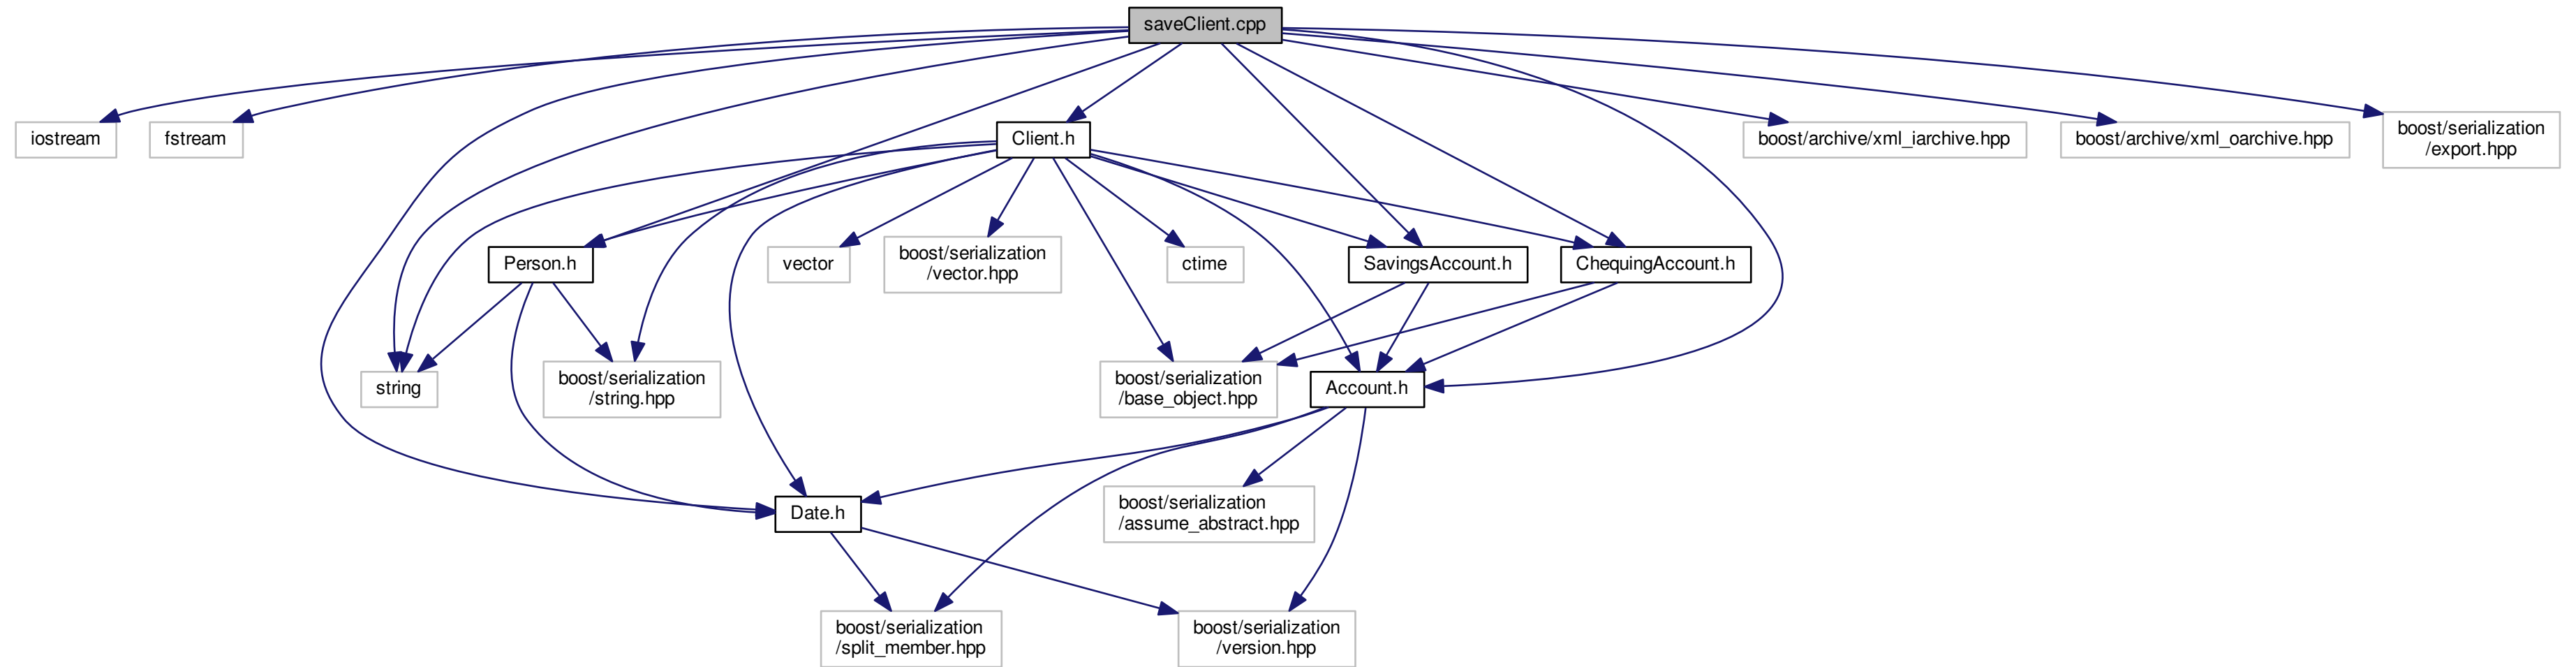 saveClient.cpp
iostream
fstream
Client.h
boost/archive/xml_iarchive.hpp
boost/archive/xml_oarchive.hpp
boost/serialization
/export.hpp
Person.h
vector
boost/serialization
/vector.hpp
ctime
SavingsAccount.h
ChequingAccount.h
string
boost/serialization
/string.hpp
boost/serialization
/base_object.hpp
Account.h
Date.h
boost/serialization
/assume_abstract.hpp
boost/serialization
/split_member.hpp
boost/serialization
/version.hpp